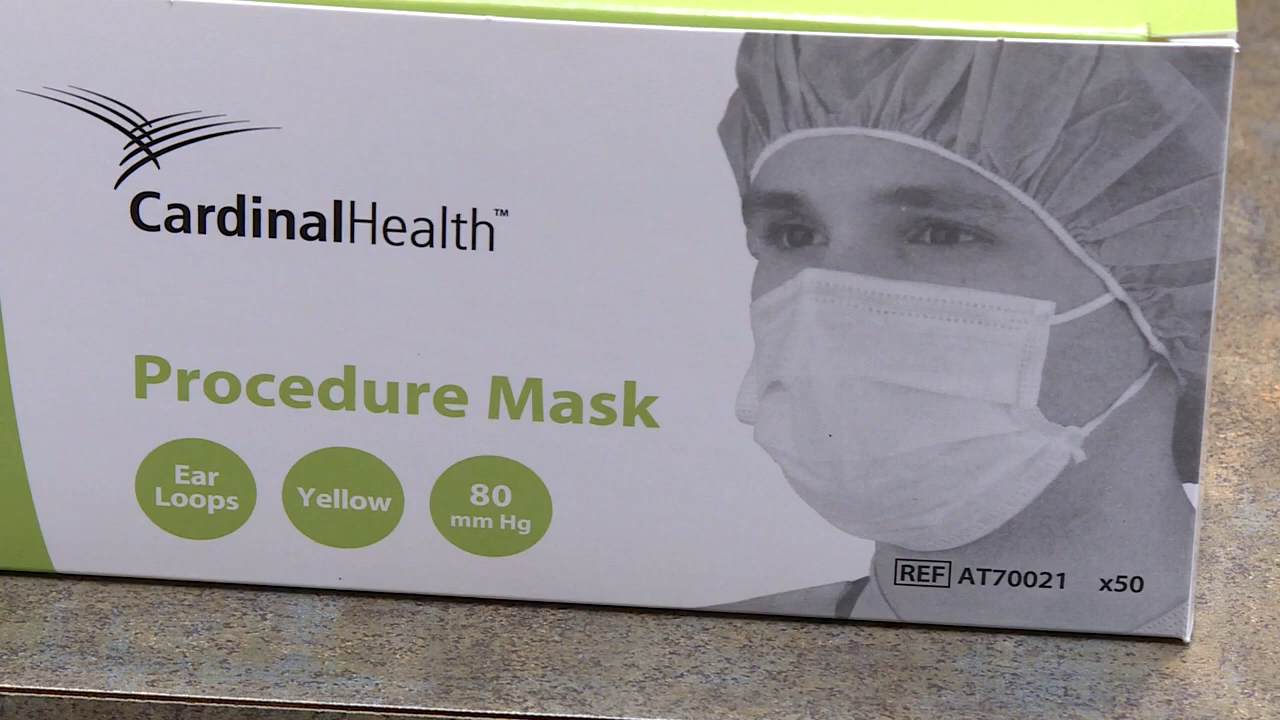 CardinalHealth™
Procedure Mask
Ear
Loops
Yellow
80
mm Hg
REF AT70021 x50